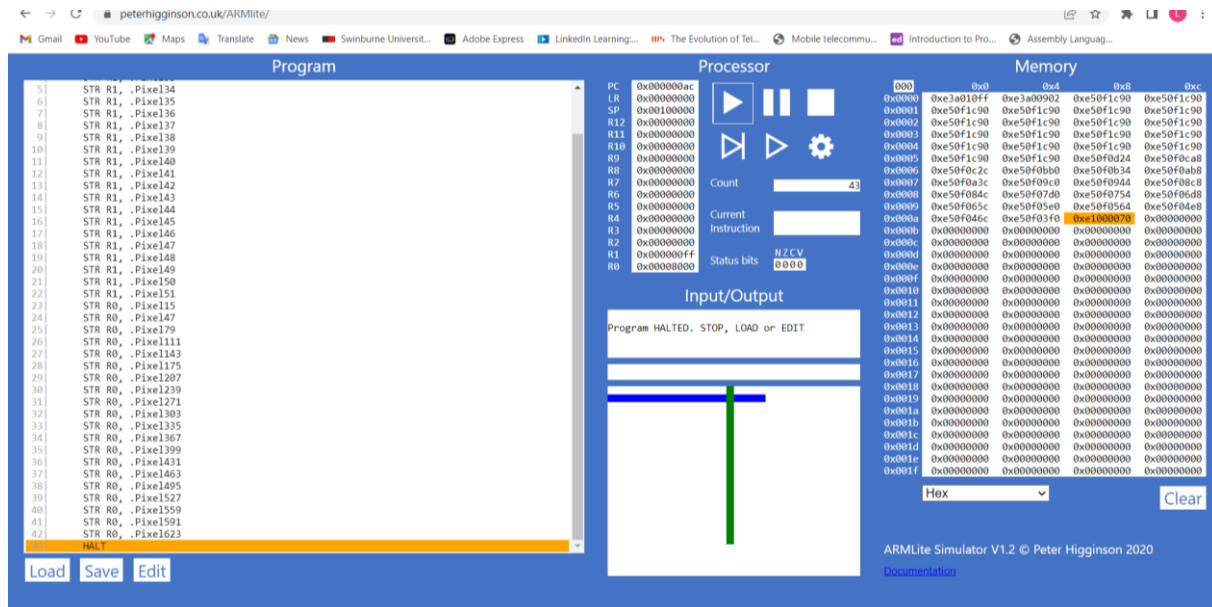 peterhigginson.co.uk/ARMlite/
Gmail YouTube Maps Translate News Swinburne Universit... Adobe Express LinkedIn Learning:... The Evolution of Tel... Mobile telecommu... ed Introduction to Pro... Assembly Languag...
Program
5 STR R1, .Pixel34
6 STR R1, .Pixel35
7 STR R1, .Pixel36
8 STR R1, .Pixel37
9 STR R1, .Pixel38
10 STR R1, .Pixel39
11 STR R1, .Pixel40
12 STR R1, .Pixel41
13 STR R1, .Pixel42
14 STR R1, .Pixel43
15 STR R1, .Pixel44
16 STR R1, .Pixel45
17 STR R1, .Pixel46
18 STR R1, .Pixel47
19 STR R1, .Pixel48
20 STR R1, .Pixel49
21 STR R1, .Pixel50
22 STR R1, .Pixel51
23 STR R0, .Pixel15
24 STR R0, .Pixel47
25 STR R0, .Pixel79
26 STR R0, .Pixel111
27 STR R0, .Pixel143
28 STR R0, .Pixel175
29 STR R0, .Pixel207
30 STR R0, .Pixel239
31 STR R0, .Pixel271
32 STR R0, .Pixel303
33 STR R0, .Pixel335
34 STR R0, .Pixel367
35 STR R0, .Pixel399
36 STR R0, .Pixel431
37 STR R0, .Pixel463
38 STR R0, .Pixel495
39 STR R0, .Pixel527
40 STR R0, .Pixel559
41 STR R0, .Pixel591
42 STR R0, .Pixel623
HALT
Load Save Edit
Processor
PC 0x000000ac
LR 0x00000000
SP 0x00100000
R12 0x00000000
R11 0x00000000
R10 0x00000000
R9 0x00000000
R8 0x00000000
R7 0x00000000
R6 0x00000000
R5 0x00000000
R4 0x00000000
R3 0x00000000
R2 0x00000000
R1 0x000000ff
R0 0x00008000
Count 43
Current
Instruction
NZCV
Status bits 0000
Input/Output
Program HALTED. STOP, LOAD or EDIT
Memory
000 0x0 0x4 0x8 0xc
0x0000 0xe3a010ff 0xe3a00902 0xe50f1c90 0xe50f1c90
0x0001 0xe50f1c90 0xe50f1c90 0xe50f1c90 0xe50f1c90
0x0002 0xe50f1c90 0xe50f1c90 0xe50f1c90 0xe50f1c90
0x0003 0xe50f1c90 0xe50f1c90 0xe50f1c90 0xe50f1c90
0x0004 0xe50f1c90 0xe50f1c90 0xe50f1c90 0xe50f1c90
0x0005 0xe50f1c90 0xe50f1c90 0xe50f0d24 0xe50f0ca8
0x0006 0xe50f0c2c 0xe50f0bb0 0xe50f0b34 0xe50f0ab8
0x0007 0xe50f0a3c 0xe50f09c0 0xe50f0944 0xe50f08c8
0x0008 0xe50f084c 0xe50f07d0 0xe50f0754 0xe50f06d8
0x0009 0xe50f065c 0xe50f05e0 0xe50f0564 0xe50f04e8
0x000a 0xe50f046c 0xe50f03f0 0xe1000070 0x00000000
0x000b 0x00000000 0x00000000 0x00000000 0x00000000
0x000c 0x00000000 0x00000000 0x00000000 0x00000000
0x000d 0x00000000 0x00000000 0x00000000 0x00000000
0x000e 0x00000000 0x00000000 0x00000000 0x00000000
0x000f 0x00000000 0x00000000 0x00000000 0x00000000
0x0010 0x00000000 0x00000000 0x00000000 0x00000000
0x0011 0x00000000 0x00000000 0x00000000 0x00000000
0x0012 0x00000000 0x00000000 0x00000000 0x00000000
0x0013 0x00000000 0x00000000 0x00000000 0x00000000
0x0014 0x00000000 0x00000000 0x00000000 0x00000000
0x0015 0x00000000 0x00000000 0x00000000 0x00000000
0x0016 0x00000000 0x00000000 0x00000000 0x00000000
0x0017 0x00000000 0x00000000 0x00000000 0x00000000
0x0018 0x00000000 0x00000000 0x00000000 0x00000000
0x0019 0x00000000 0x00000000 0x00000000 0x00000000
0x001a 0x00000000 0x00000000 0x00000000 0x00000000
0x001b 0x00000000 0x00000000 0x00000000 0x00000000
0x001c 0x00000000 0x00000000 0x00000000 0x00000000
0x001d 0x00000000 0x00000000 0x00000000 0x00000000
0x001e 0x00000000 0x00000000 0x00000000 0x00000000
0x001f 0x00000000 0x00000000 0x00000000 0x00000000
Hex
Clear
ARMLite Simulator V1.2 © Peter Higginson 2020
Documentation